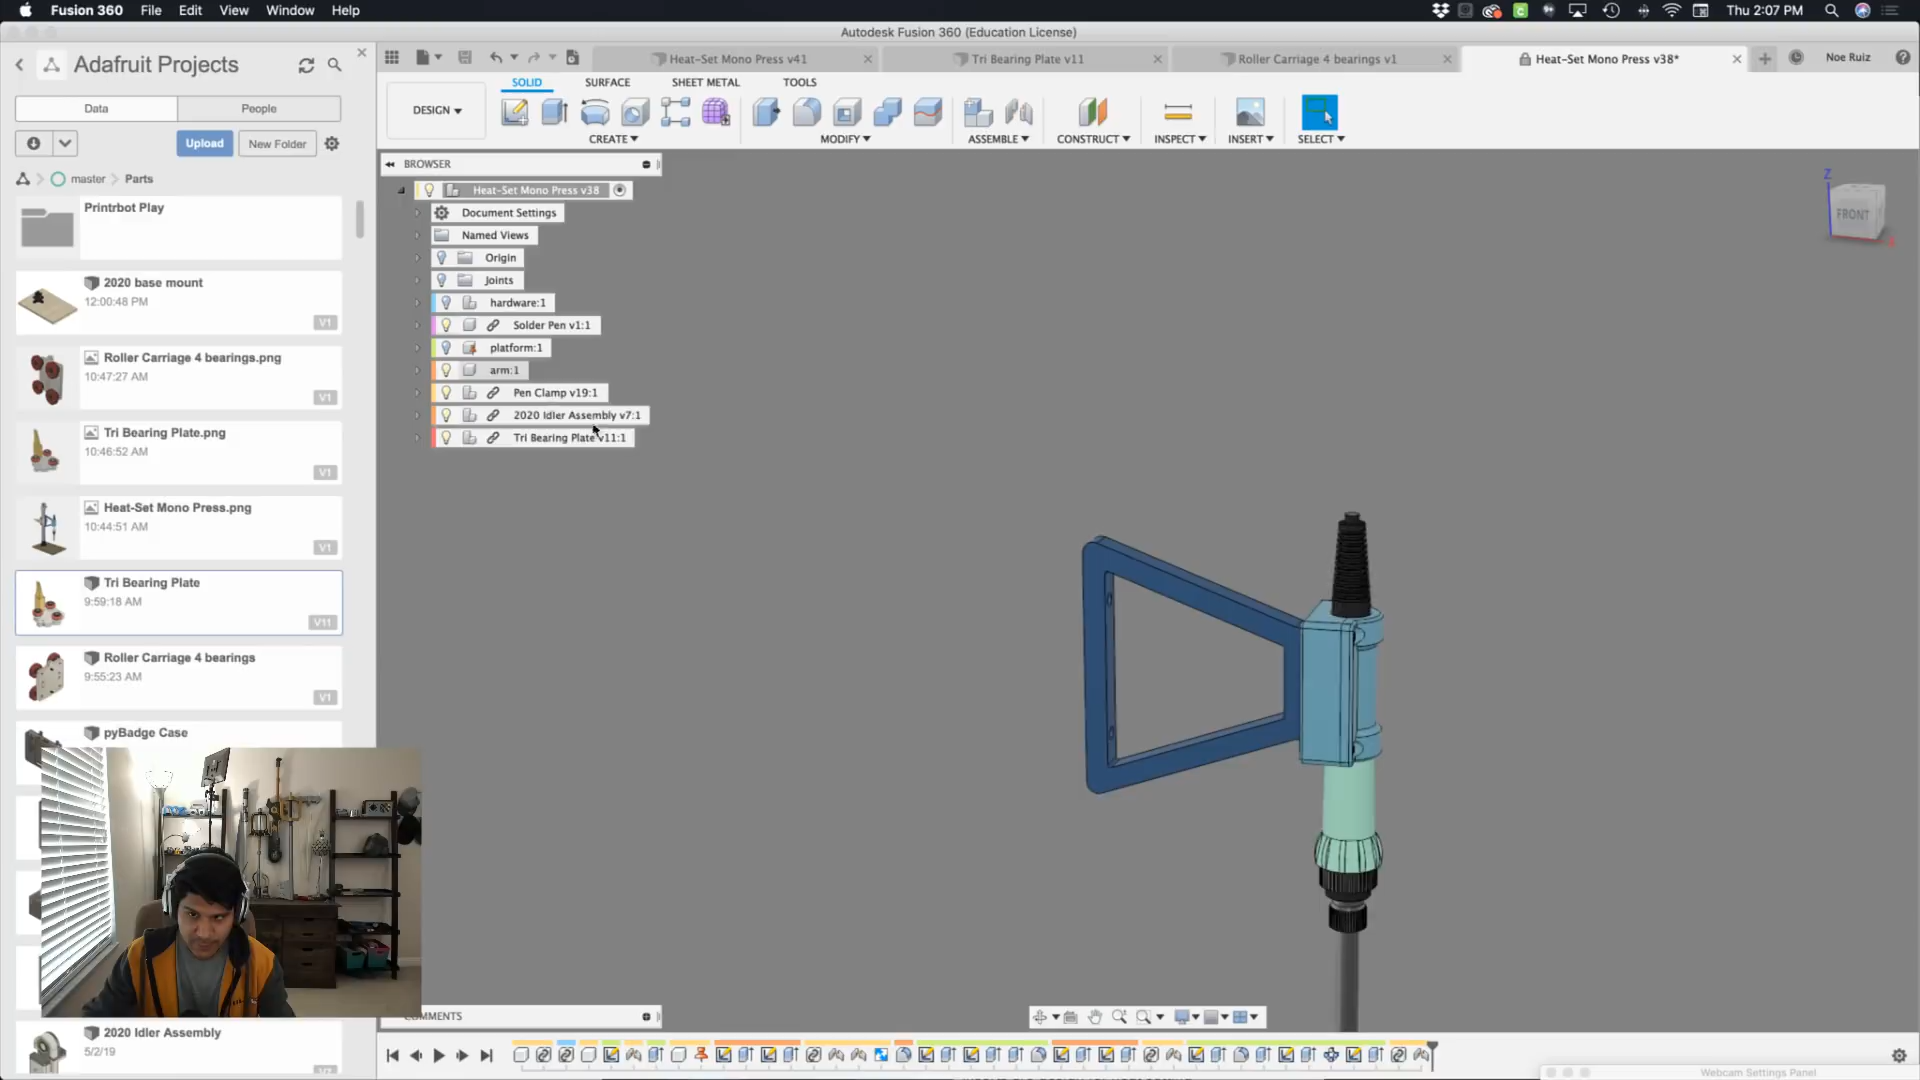 Fusion 360 File Edit View Window Help
Thu 2:07 PM
Autodesk Fusion 360 (Education License)
Adafruit Projects
Heat-Set Mono Press v41
Tri Bearing Plate v11
Roller Carriage 4 bearings v1
Heat-Set Mono Press v38*
Noe Ruiz
SOLID
SURFACE
SHEET METAL
TOOLS
Data
People
DESIGN
CREATE
MODIFY
ASSEMBLE
CONSTRUCT
INSPECT
INSERT
SELECT
Upload
New Folder
master
Parts
BROWSER
FRONT
Z
Heat-Set Mono Press v38
Document Settings
Named Views
Origin
Joints
hardware:1
Solder Pen v1:1
platform:1
arm:1
Pen Clamp v19:1
2020 Idler Assembly v7:1
Tri Bearing Plate v11:1
Printrbot Play
2020 base mount
12:00:48 PM
V1
Roller Carriage 4 bearings.png
10:47:27 AM
V1
Tri Bearing Plate.png
10:46:52 AM
V1
Heat-Set Mono Press.png
10:44:51 AM
V1
Tri Bearing Plate
9:59:18 AM
V11
Roller Carriage 4 bearings
9:55:23 AM
V1
pyBadge Case
2020 Idler Assembly
5/2/19
COMMENTS
Webcam Settings Panel